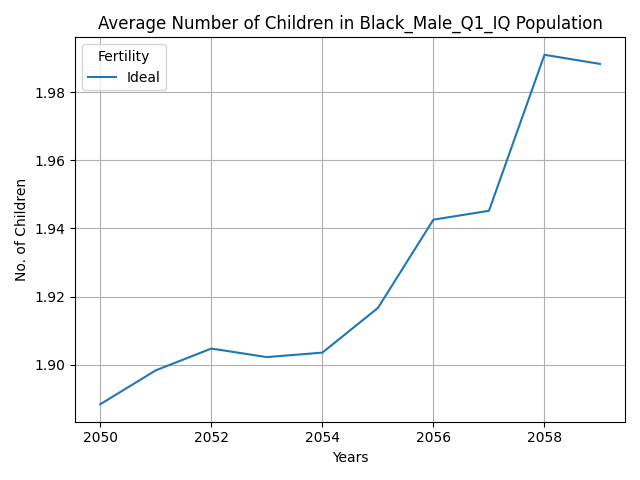 Average Number of Children in Black_Male_Q1_IQ Population
Fertility
Ideal
No. of Children
1.98
1.96
1.94
1.92
1.90
2050 2052 2054 2056 2058
Years